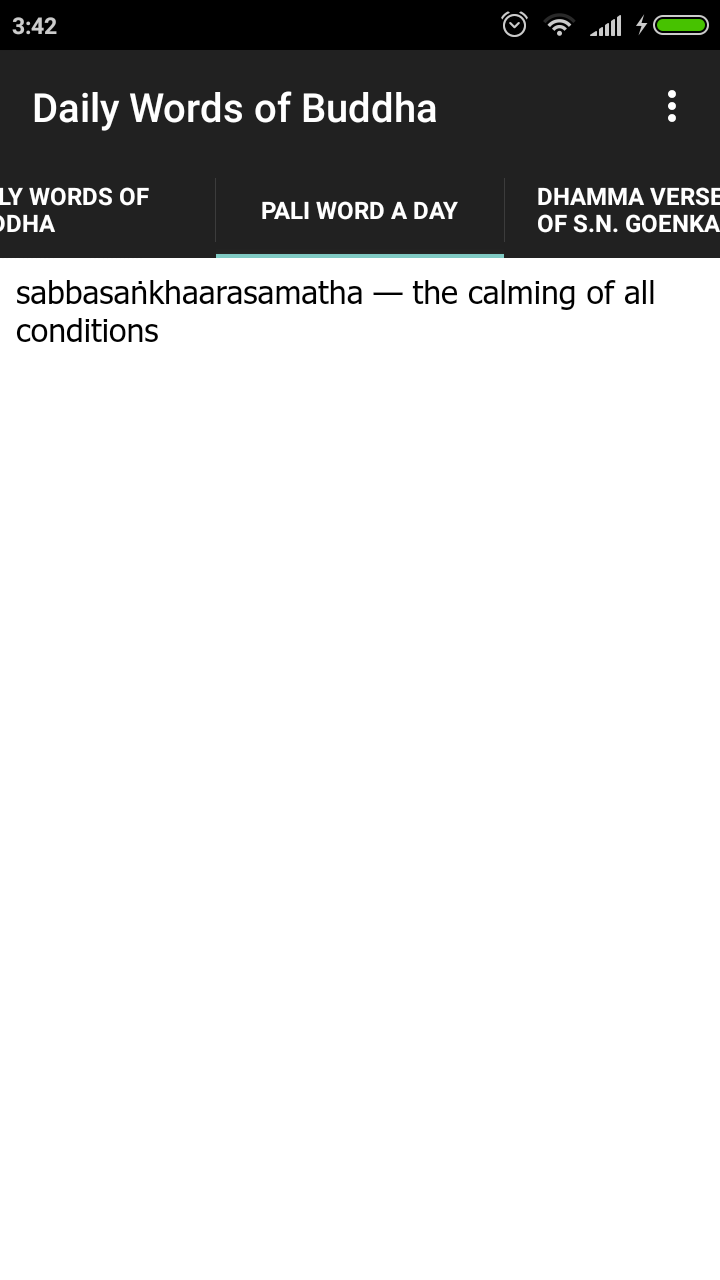 3:42
Daily Words of Buddha
LY WORDS OF
DDHA
PALI WORD A DAY
DHAMMA VERSE
OF S.N. GOENKA
sabbasaṅkhaarasamatha — the calming of all
conditions